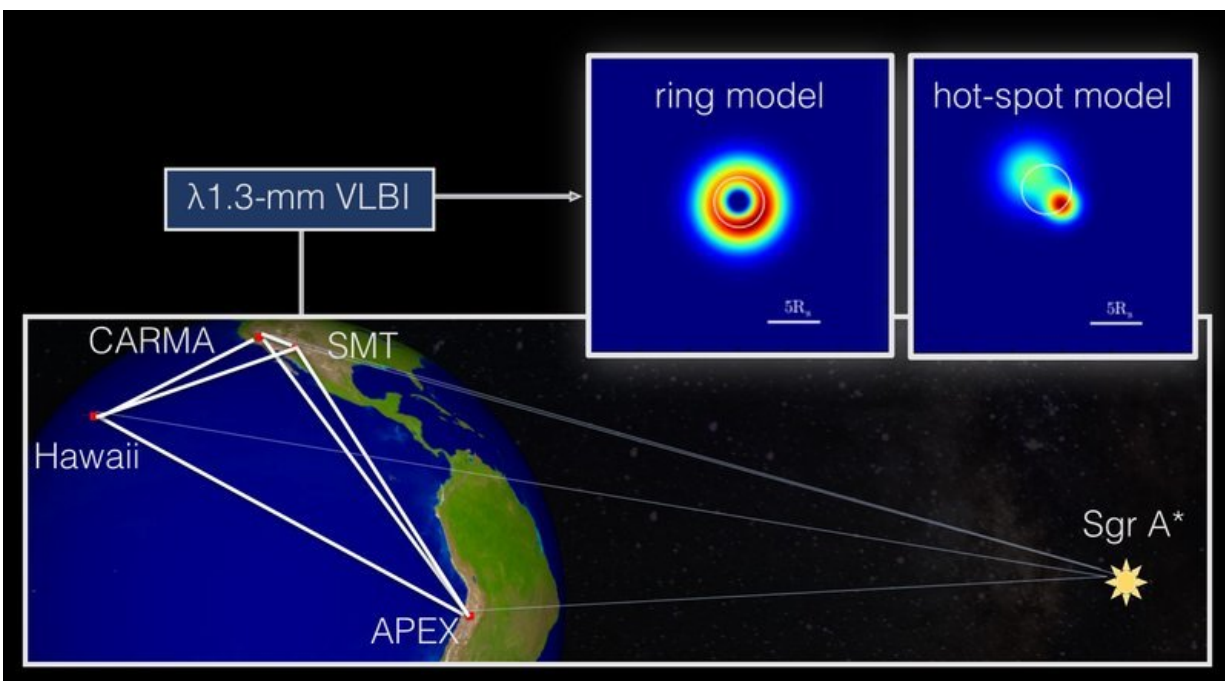 ring model
hot-spot model
λ1.3-mm VLBI
5Rs
5Rs
CARMA
SMT
Hawaii
Sgr A*
APEX